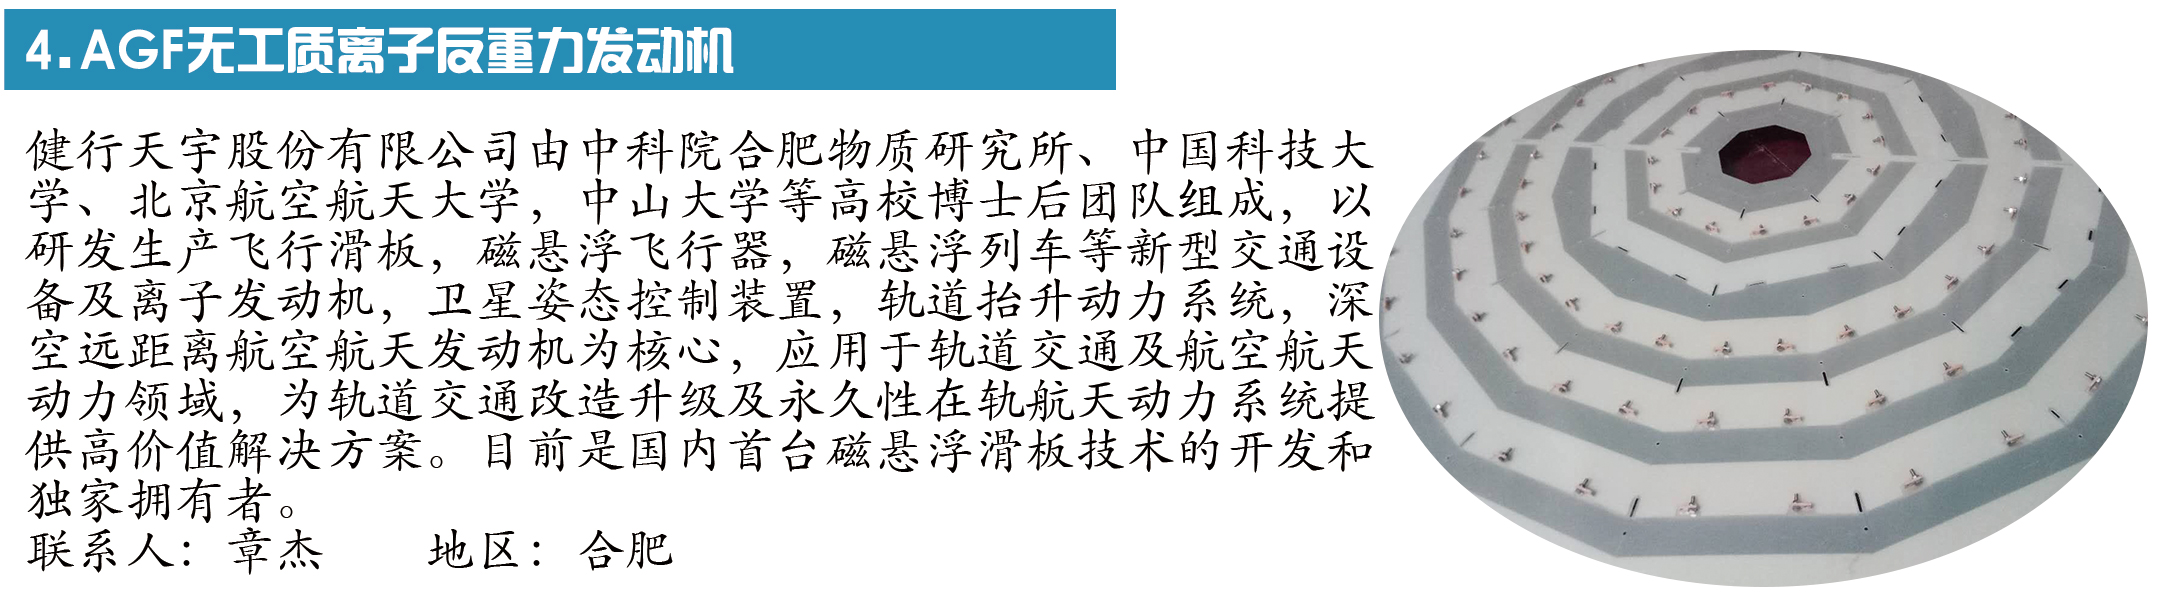 4.AGF无工质离子反重力发动机
健行天宇股份有限公司由中科院合肥物质研究所、中国科技大
学、北京航空航天大学，中山大学等高校博士后团队组成，以
研发生产飞行滑板，磁悬浮飞行器，磁悬浮列车等新型交通设
备及离子发动机，卫星姿态控制装置，轨道抬升动力系统，深
空远距离航空航天发动机为核心，应用于轨道交通及航空航天
动力领域，为轨道交通改造升级及永久性在轨航天动力系统提
供高价值解决方案。目前是国内首台磁悬浮滑板技术的开发和
独家拥有者。
联系人：章杰　　地区：合肥